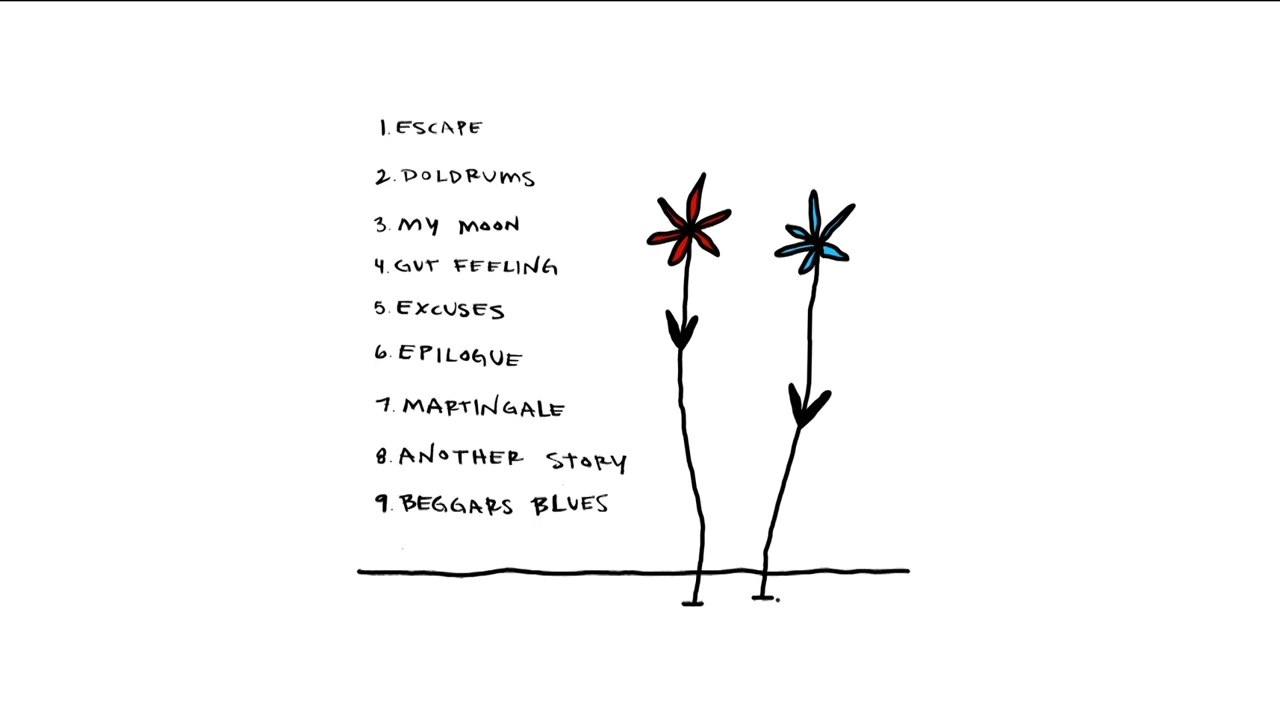 1. ESCAPE
2. DOLDRUMS
3. MY MOON
4. GUT FEELING
5. EXCUSES
6. EPILOGUE
7. MARTINGALE
8. ANOTHER STORY
9. BEGGARS BLUES